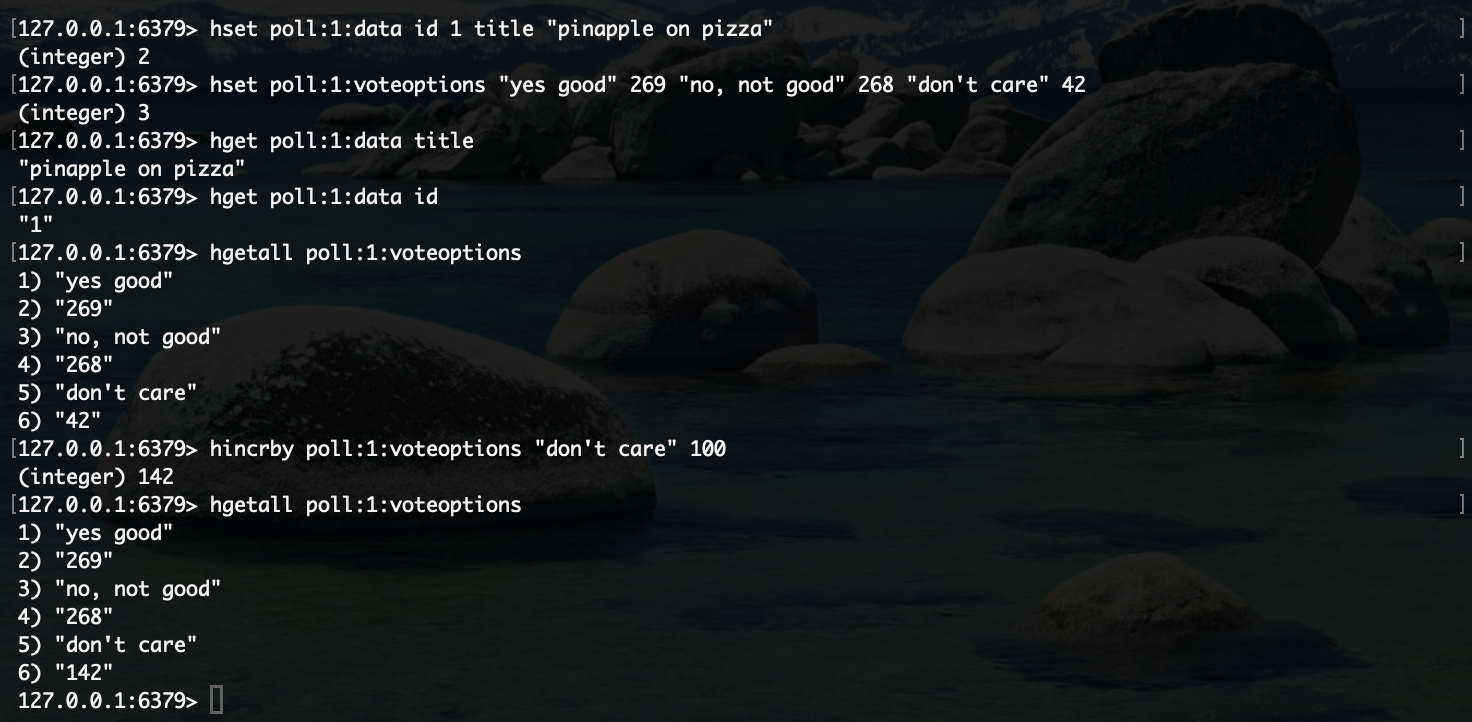 [127.0.0.1:6379> hset poll:1:data id 1 title "pinapple on pizza" ]
(integer) 2
[127.0.0.1:6379> hset poll:1:voteoptions "yes good" 269 "no, not good" 268 "don't care" 42 ]
(integer) 3
[127.0.0.1:6379> hget poll:1:data title ]
"pinapple on pizza"
[127.0.0.1:6379> hget poll:1:data id ]
"1"
[127.0.0.1:6379> hgetall poll:1:voteoptions ]
1) "yes good"
2) "269"
3) "no, not good"
4) "268"
5) "don't care"
6) "42"
[127.0.0.1:6379> hincrby poll:1:voteoptions "don't care" 100 ]
(integer) 142
[127.0.0.1:6379> hgetall poll:1:voteoptions ]
1) "yes good"
2) "269"
3) "no, not good"
4) "268"
5) "don't care"
6) "142"
127.0.0.1:6379>